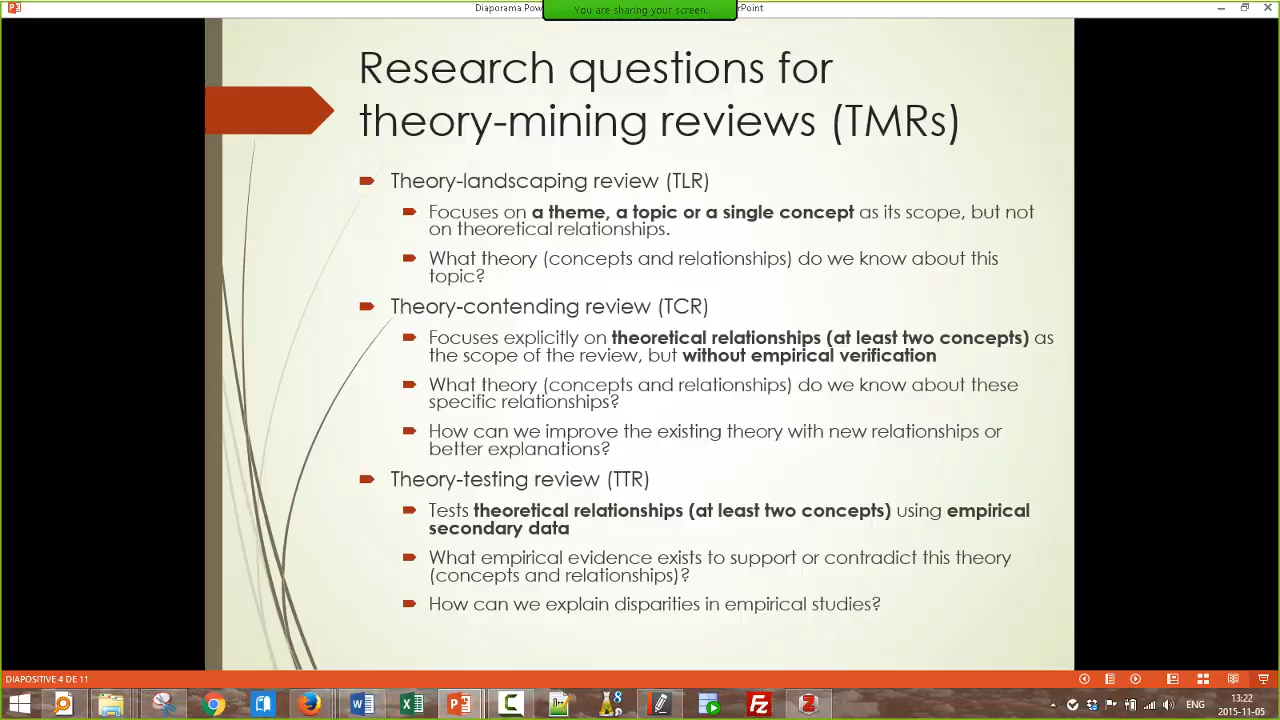 Diaporama Pow
You are sharing your screen.
rPoint
Research questions for
theory-mining reviews (TMRs)
Theory-landscaping review (TLR)
Focuses on a theme, a topic or a single concept as its scope, but not
on theoretical relationships.
What theory (concepts and relationships) do we know about this
topic?
Theory-contending review (TCR)
Focuses explicitly on theoretical relationships (at least two concepts) as
the scope of the review, but without empirical verification
What theory (concepts and relationships) do we know about these
specific relationships?
How can we improve the existing theory with new relationships or
better explanations?
Theory-testing review (TTR)
Tests theoretical relationships (at least two concepts) using empirical
secondary data
What empirical evidence exists to support or contradict this theory
(concepts and relationships)?
How can we explain disparities in empirical studies?
DIAPOSITIVE 4 DE 11
ENG
13:22
2015-11-05